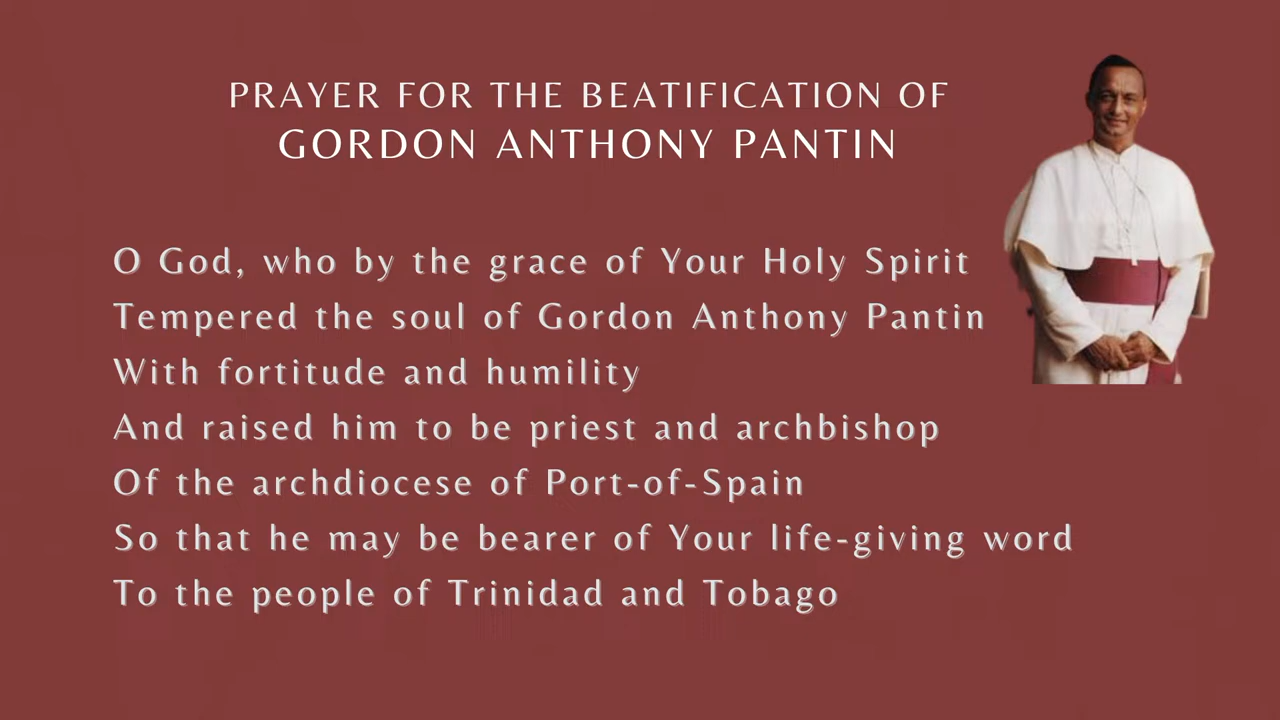 PRAYER FOR THE BEATIFICATION OF
GORDON ANTHONY PANTIN
O God, who by the grace of Your Holy Spirit
Tempered the soul of Gordon Anthony Pantin
With fortitude and humility
And raised him to be priest and archbishop
Of the archdiocese of Port-of-Spain
So that he may be bearer of Your life-giving word
To the people of Trinidad and Tobago